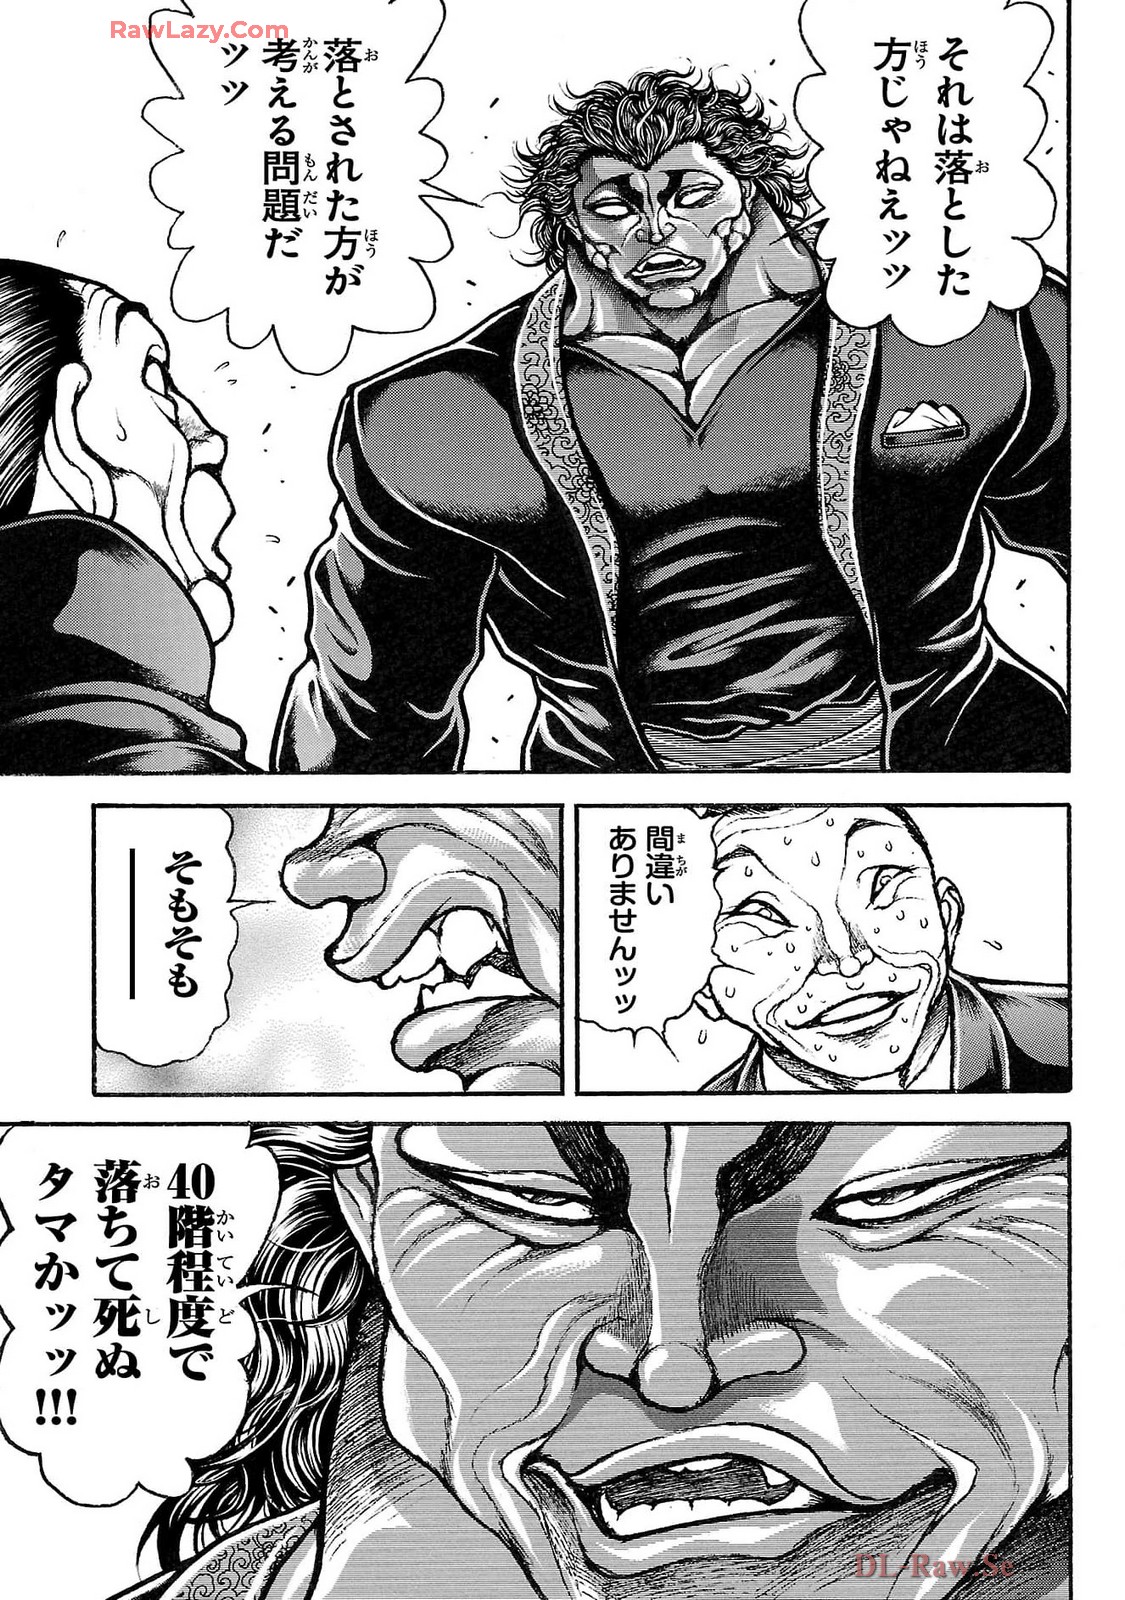 RawLazy.Com
それは落とした
方じゃねぇッッ
落とされた方が
考える問題だ
ッッ
間違い
ありませんッッ
そもそも
――
40階程度で
落ちて死ぬ
タマかッッ
!!!
DL-Raw.Se